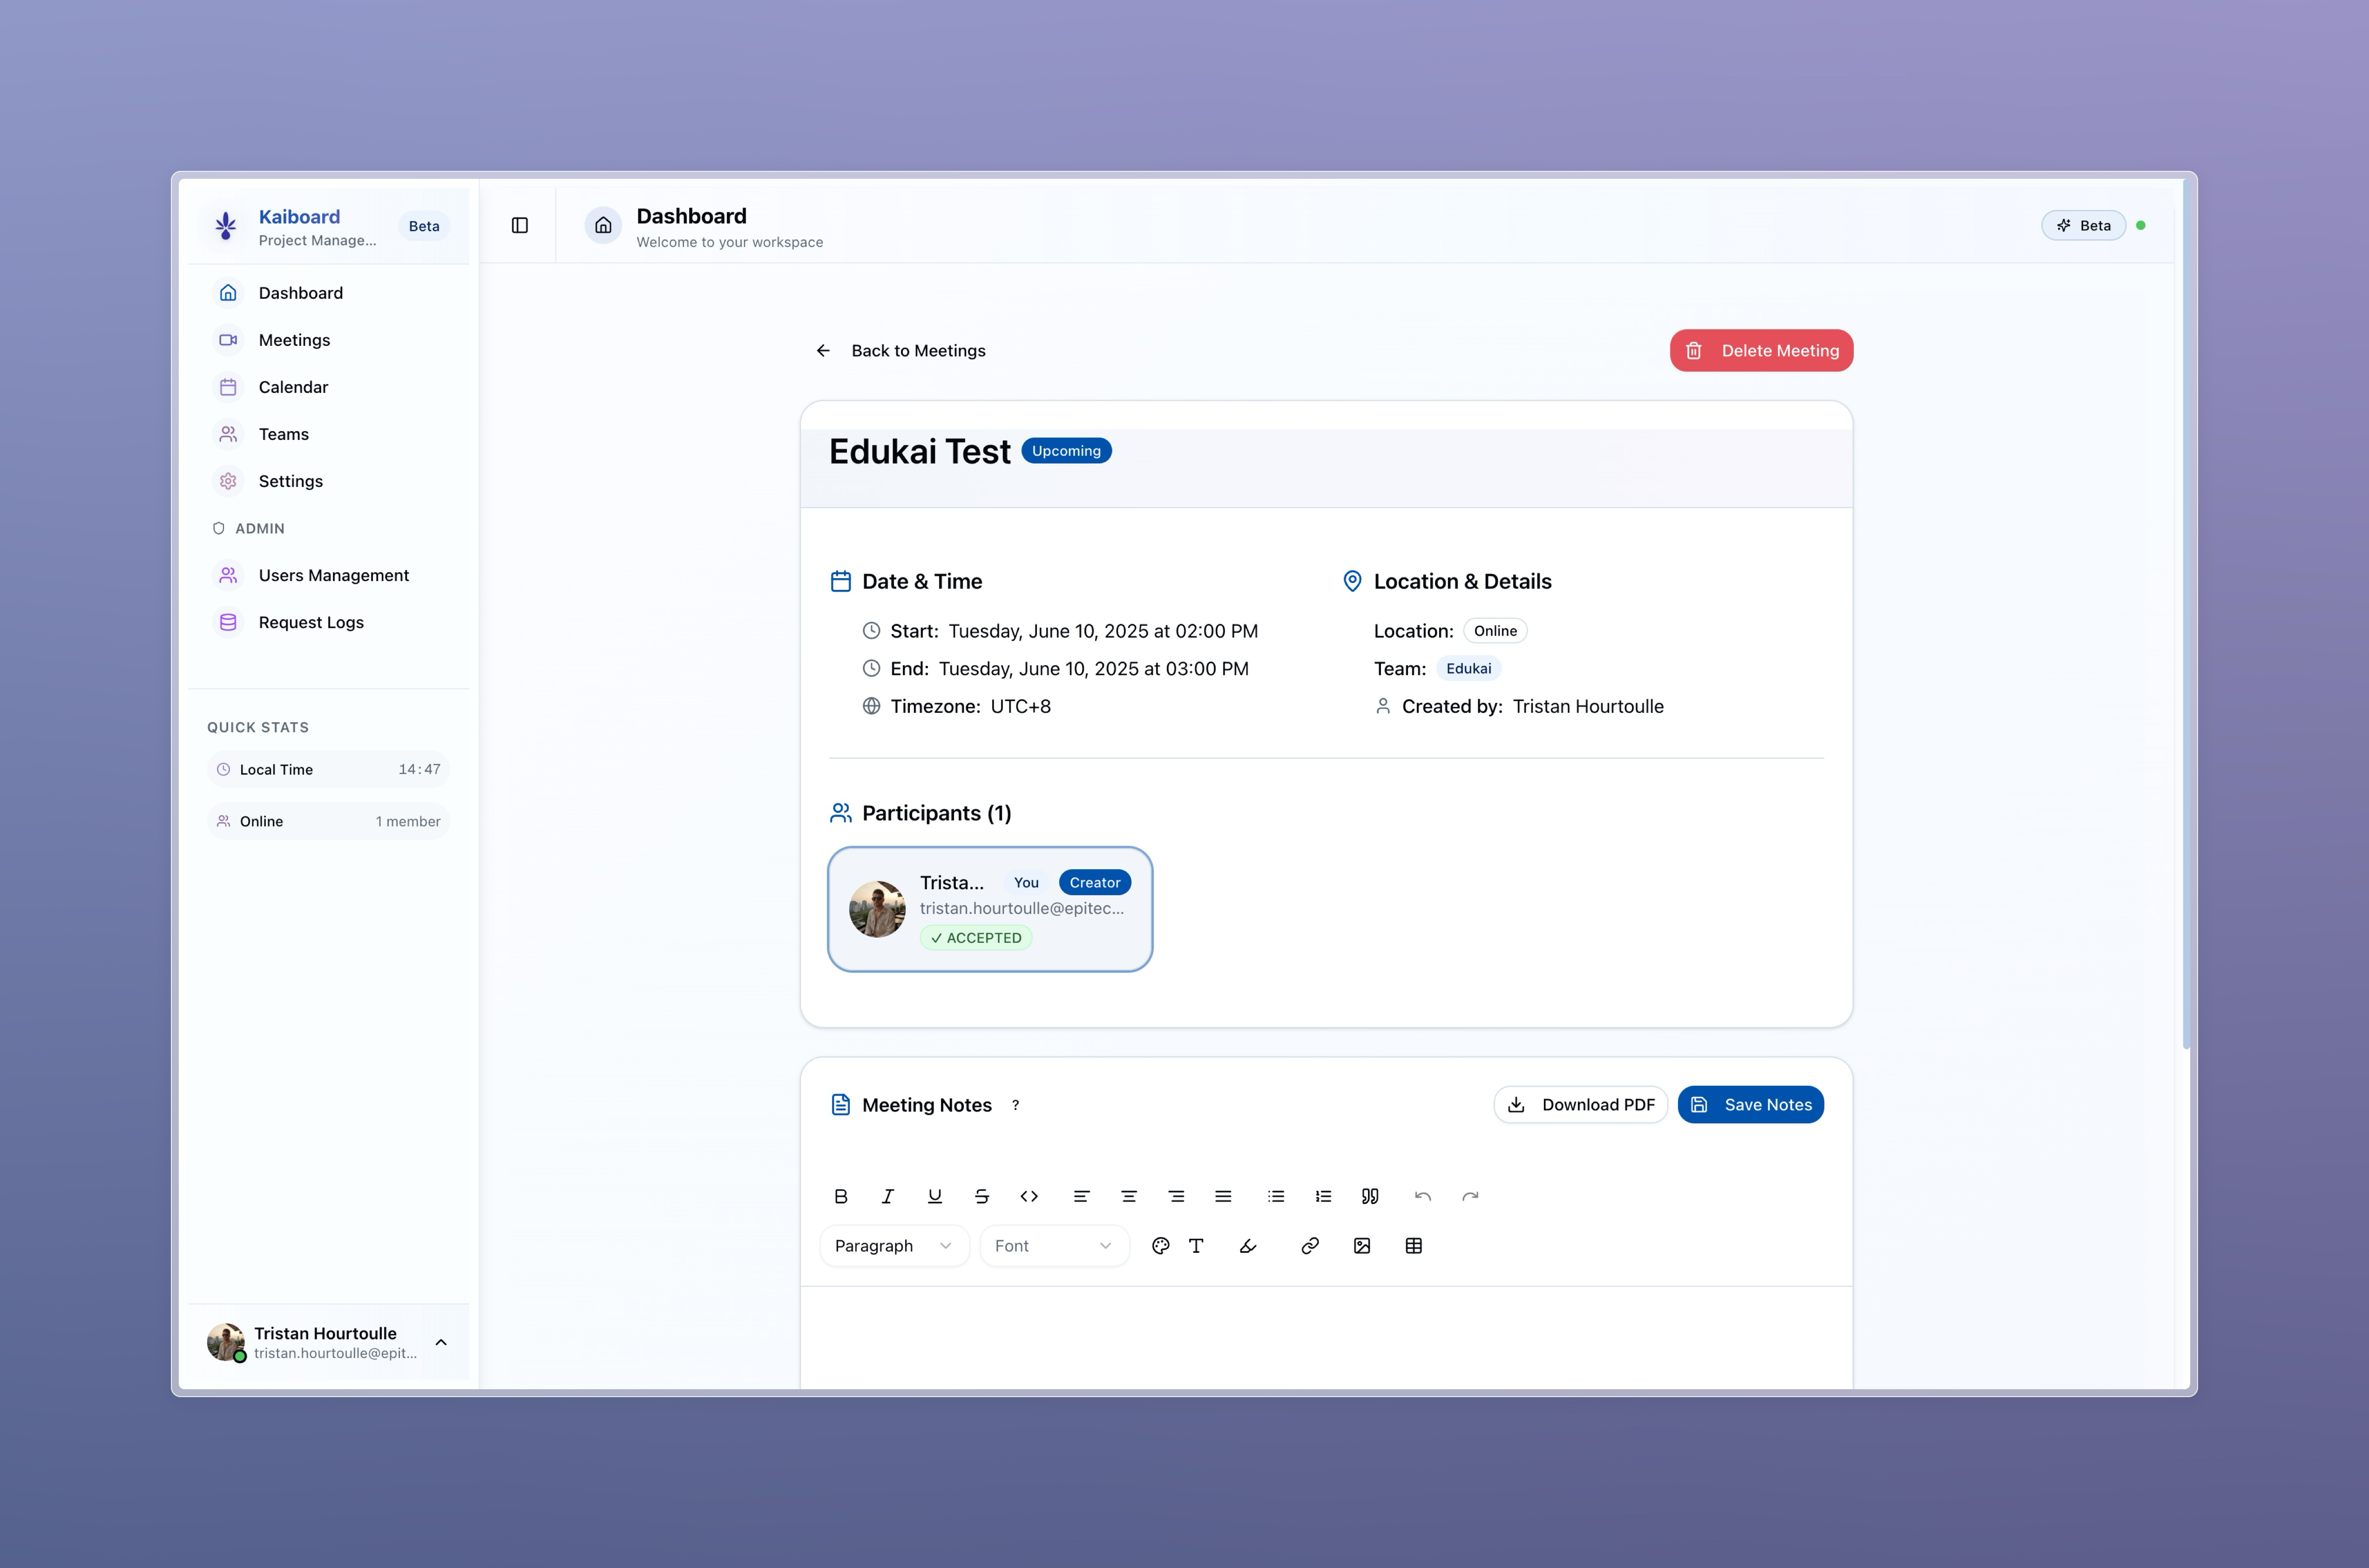 Kaiboard
Project Manage...
Beta
Dashboard
Meetings
Calendar
Teams
Settings
ADMIN
Users Management
Request Logs
QUICK STATS
Local Time 14:47
Online 1 member
Tristan Hourtoulle
tristan.hourtoulle@epit...
Dashboard
Welcome to your workspace
Beta
Back to Meetings
Delete Meeting
Edukai Test Upcoming
Date & Time
Start: Tuesday, June 10, 2025 at 02:00 PM
End: Tuesday, June 10, 2025 at 03:00 PM
Timezone: UTC+8
Location & Details
Location: Online
Team: Edukai
Created by: Tristan Hourtoulle
Participants (1)
Trista... You Creator
tristan.hourtoulle@epitec...
✓ ACCEPTED
Meeting Notes ?
Download PDF
Save Notes
Paragraph
Font